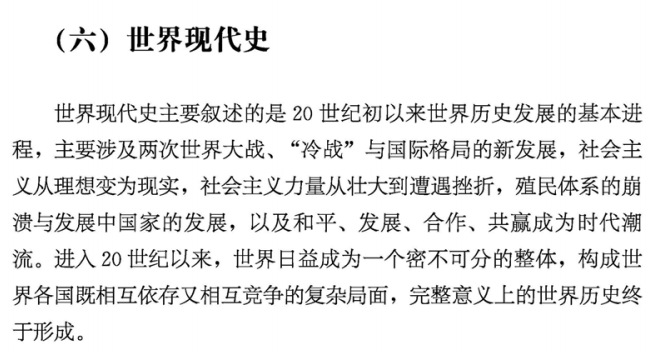 （六）世界现代史
世界现代史主要叙述的是 20 世纪初以来世界历史发展的基本进
程，主要涉及两次世界大战、“冷战”与国际格局的新发展，社会主
义从理想变为现实，社会主义力量从壮大到遭遇挫折，殖民体系的崩
溃与发展中国家的发展，以及和平、发展、合作、共赢成为时代潮
流。进入 20 世纪以来，世界日益成为一个密不可分的整体，构成世
界各国既相互依存又相互竞争的复杂局面，完整意义上的世界历史终
于形成。